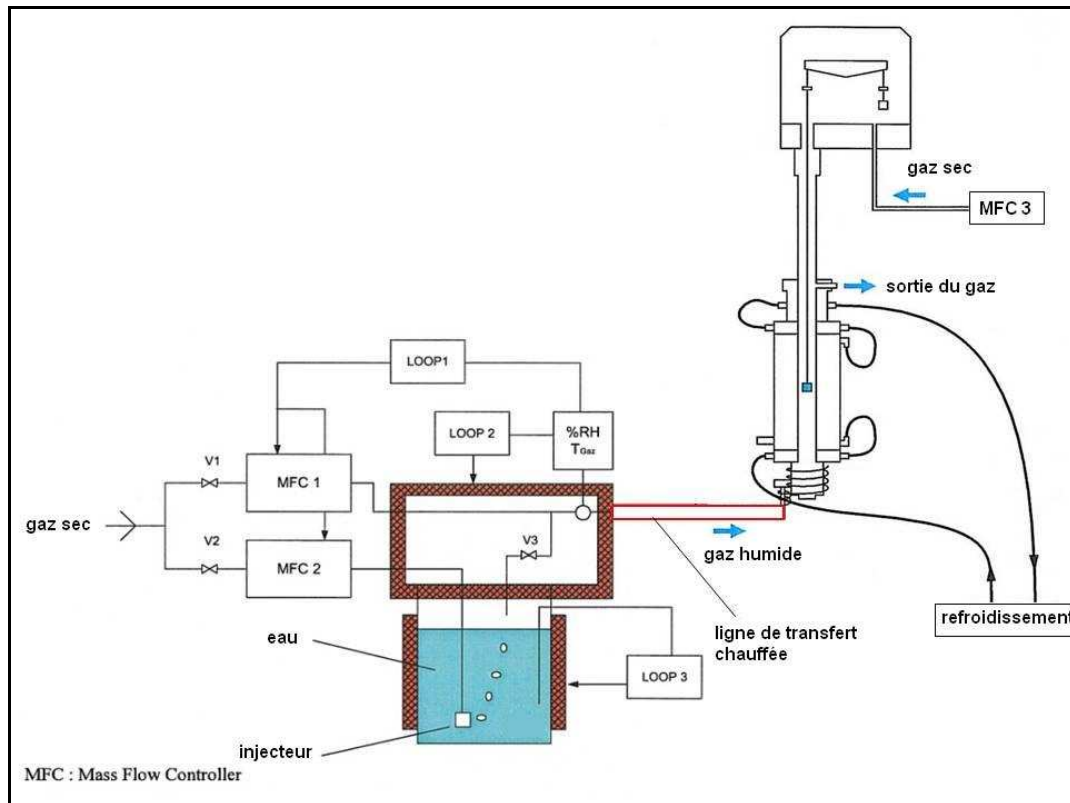 gaz sec
MFC 3
sortie du gaz
LOOP1
LOOP 2
%RH
TGaz
V1
MFC 1
gaz sec
V2
MFC 2
V3
gaz humide
ligne de transfert
chauffée
refroidissement
eau
LOOP 3
injecteur
MFC : Mass Flow Controller